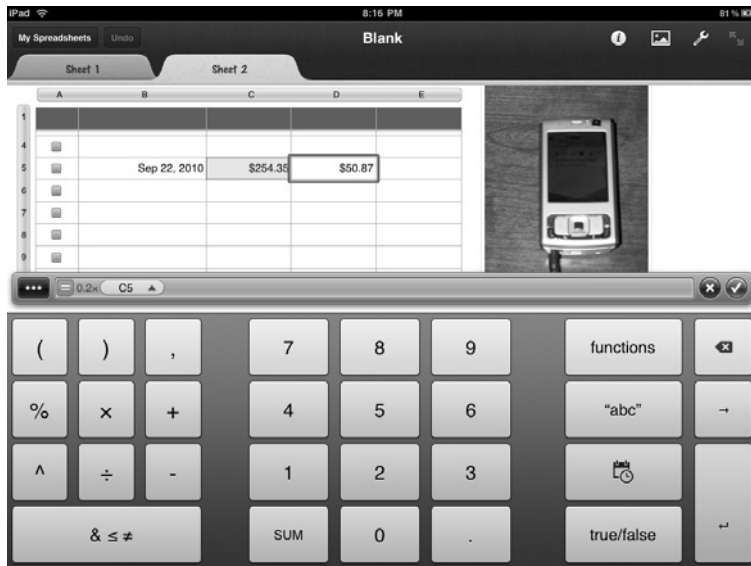 iPad 8:16 PM 81 %
My Spreadsheets Undo Blank
Sheet 1 Sheet 2
A B C D E
1
4
5 Sep 22, 2010 $254.35 $50.87
6
7
8
9
= 0.2× C5
( ) , 7 8 9 functions
% × + 4 5 6 "abc" →
^ ÷ - 1 2 3
& ≤ ≠ SUM 0 . true/false ↵